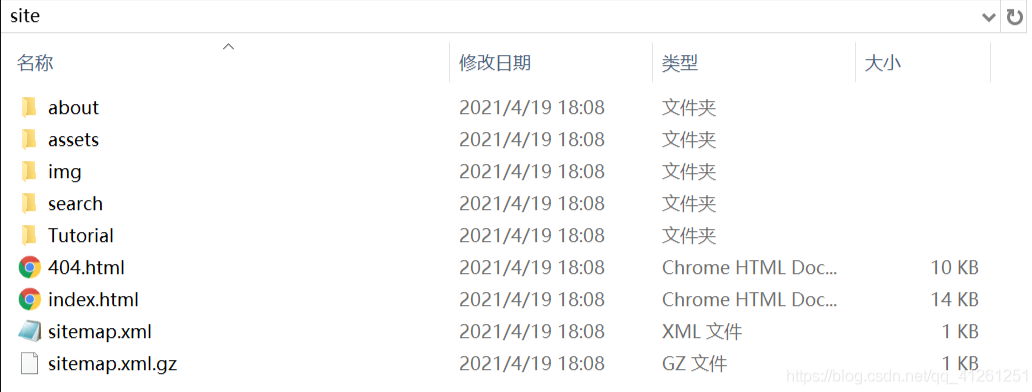 site
名称 修改日期 类型 大小
about 2021/4/19 18:08 文件夹
assets 2021/4/19 18:08 文件夹
img 2021/4/19 18:08 文件夹
search 2021/4/19 18:08 文件夹
Tutorial 2021/4/19 18:08 文件夹
404.html 2021/4/19 18:08 Chrome HTML Doc... 10 KB
index.html 2021/4/19 18:08 Chrome HTML Doc... 14 KB
sitemap.xml 2021/4/19 18:08 XML 文件 1 KB
sitemap.xml.gz 2021/4/19 18:08 GZ 文件 1 KB
https://blog.csdn.net/qq_41261251